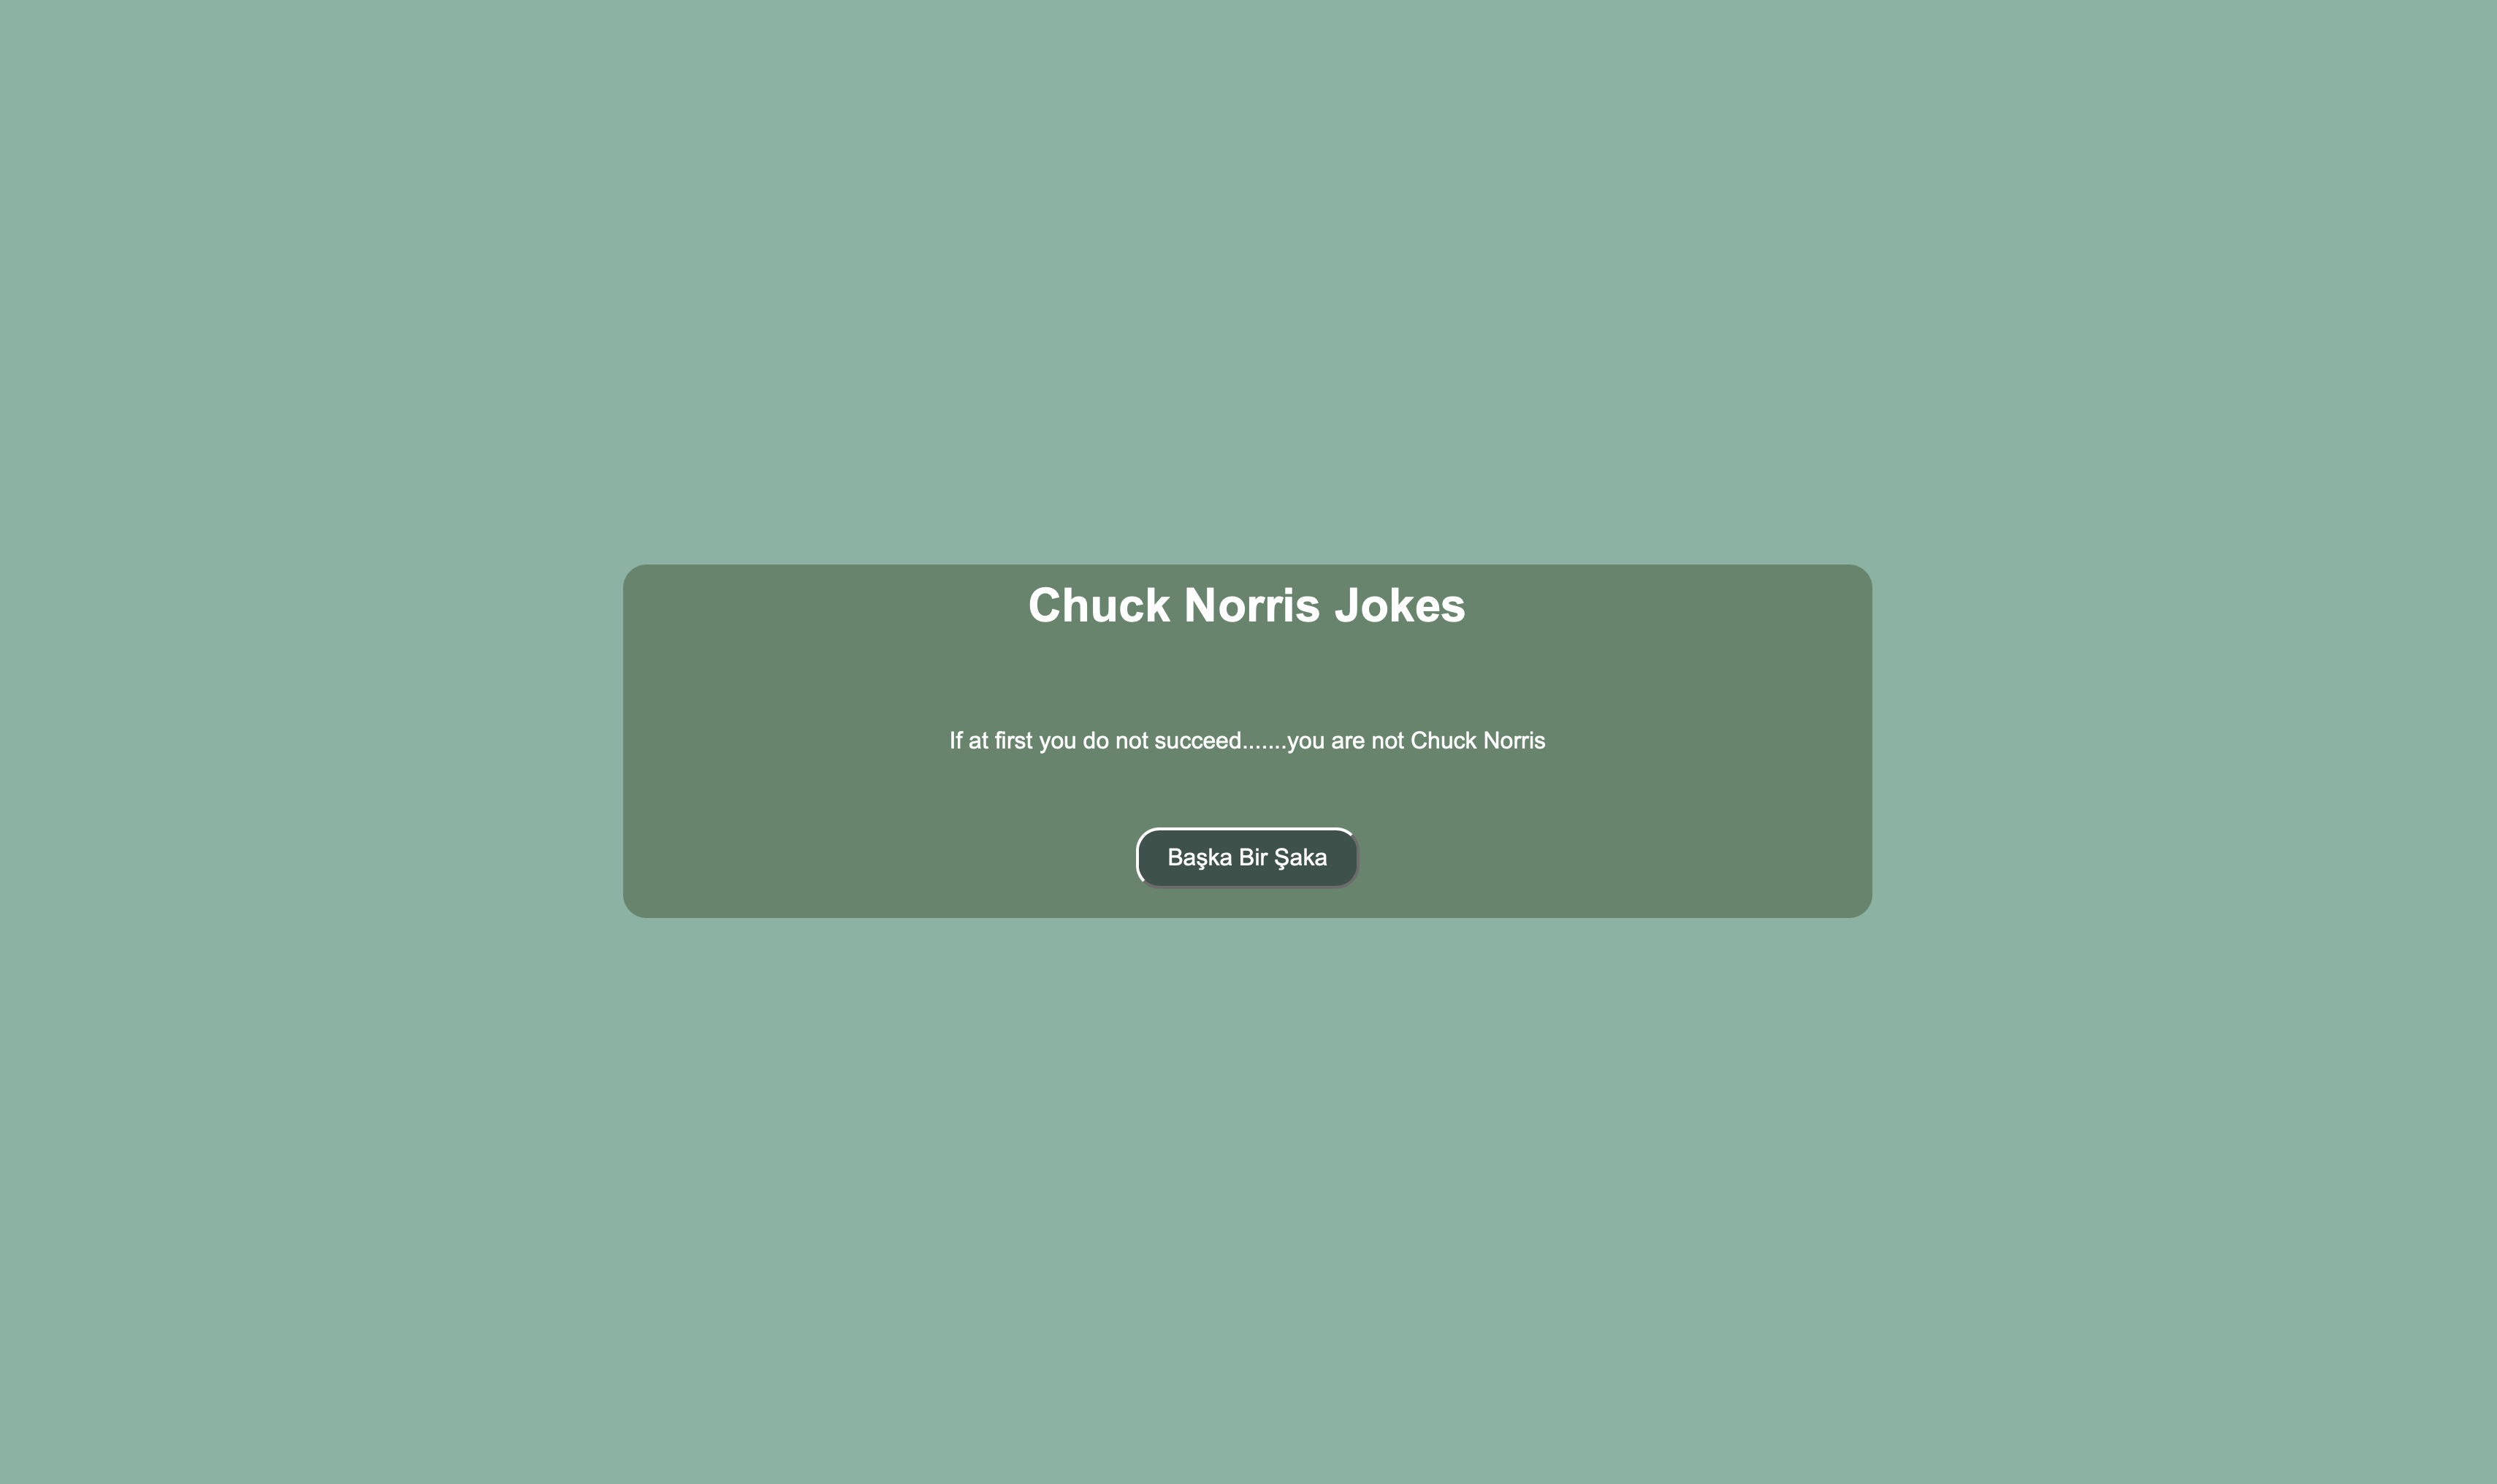 Chuck Norris Jokes
If at first you do not succeed.......you are not Chuck Norris
Başka Bir Şaka